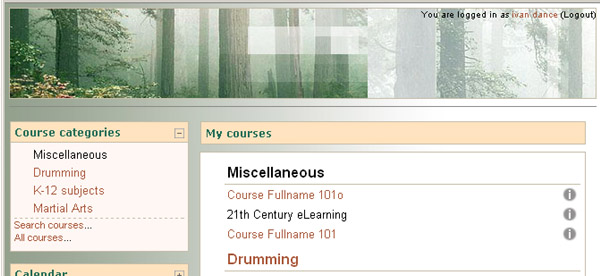 You are logged in as ivan dance (Logout)
Course categories
Miscellaneous
Drumming
K-12 subjects
Martial Arts
Search courses...
All courses...
Calendar
My courses
Miscellaneous
Course Fullname 101o
21th Century eLearning
Course Fullname 101
Drumming